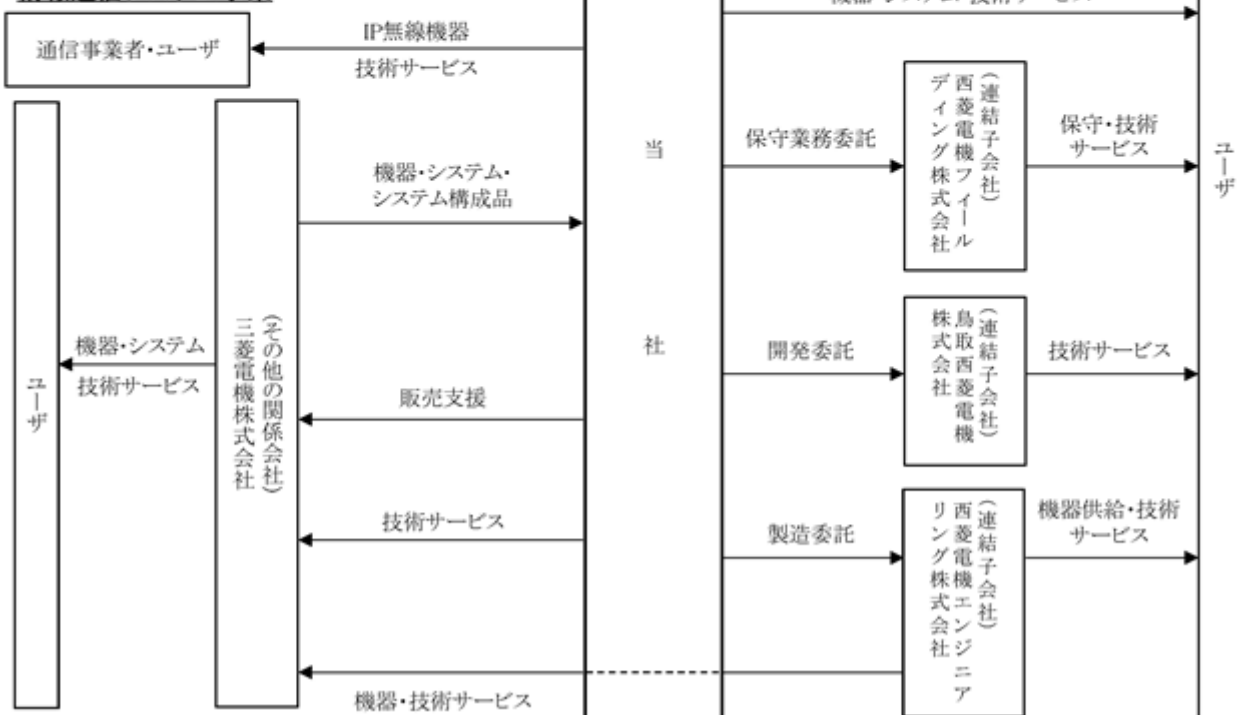 通信事業者・ユーザ
IP無線機器
技術サービス
ユーザ
機器・システム
技術サービス
(その他の関係会社)
三菱電機株式会社
機器・システム・
システム構成品
販売支援
技術サービス
機器・技術サービス
当社
保守業務委託
(連結子会社)
西菱電機フィール
ディング株式会社
保守・技術
サービス
開発委託
(連結子会社)
鳥取西菱電機
株式会社
技術サービス
製造委託
(連結子会社)
西菱電機エンジニア
リング株式会社
機器供給・技術
サービス
ユーザ